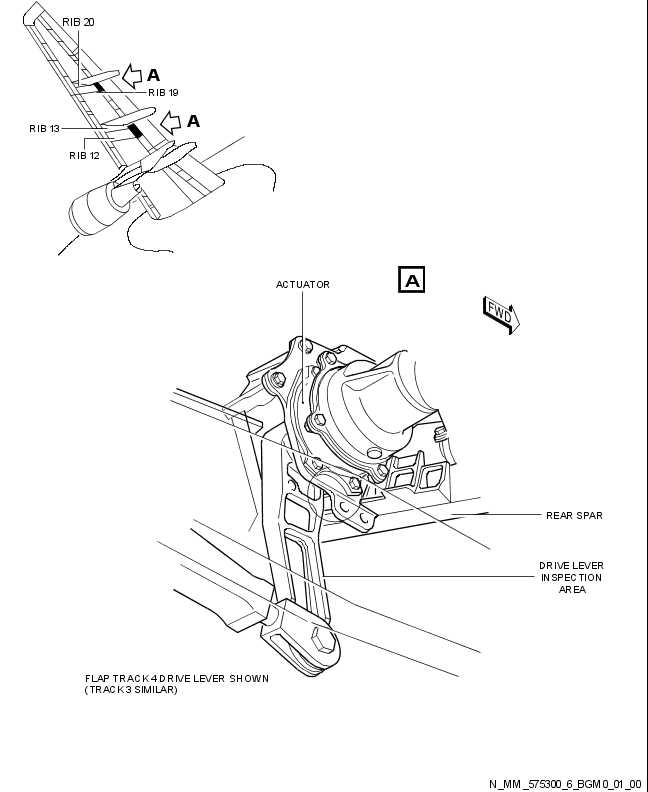 RIB 20
A
RIB 19
A
RIB 13
RIB 12
A
ACTUATOR
FWD
REAR SPAR
DRIVE LEVER
INSPECTION
AREA
FLAP TRACK 4 DRIVE LEVER SHOWN
(TRACK 3 SIMILAR)
N_MM_575300_6_BGM0_01_00